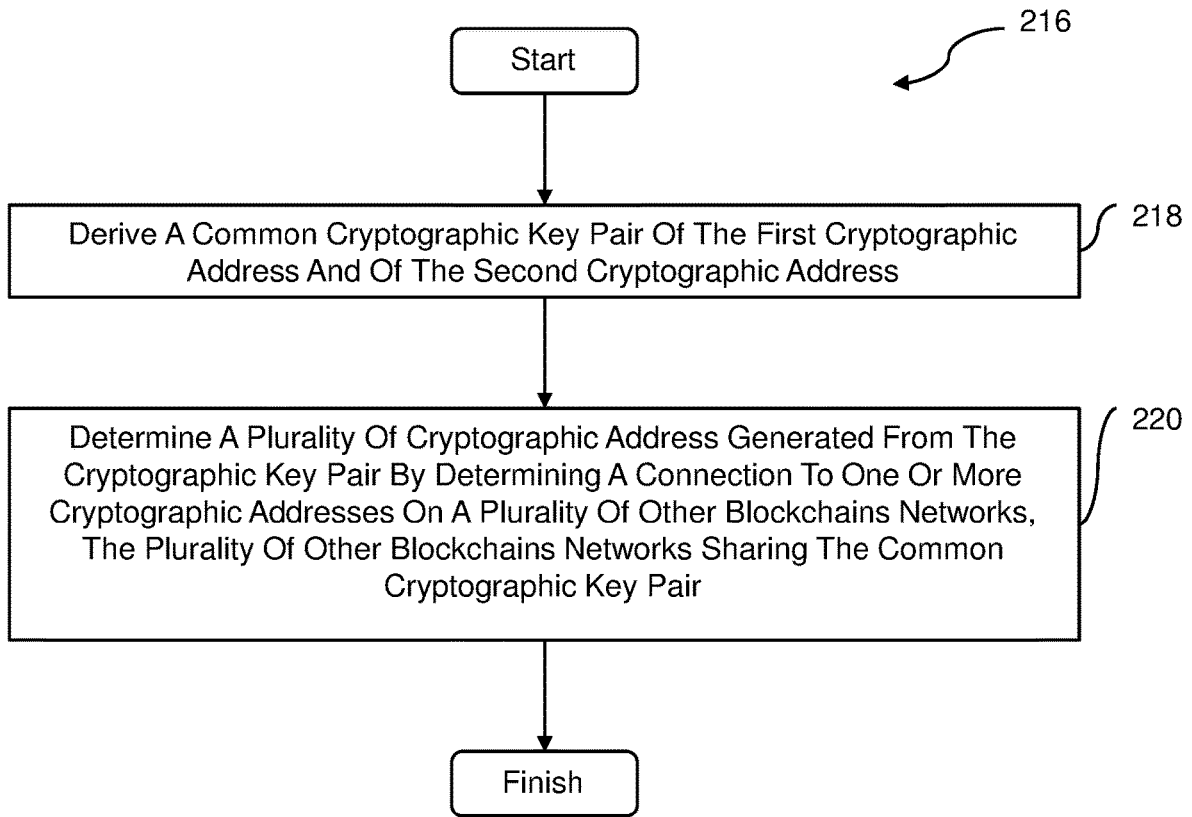 216
Start
218
Derive A Common Cryptographic Key Pair Of The First Cryptographic
Address And Of The Second Cryptographic Address
220
Determine A Plurality Of Cryptographic Address Generated From The
Cryptographic Key Pair By Determining A Connection To One Or More
Cryptographic Addresses On A Plurality Of Other Blockchains Networks,
The Plurality Of Other Blockchains Networks Sharing The Common
Cryptographic Key Pair
Finish